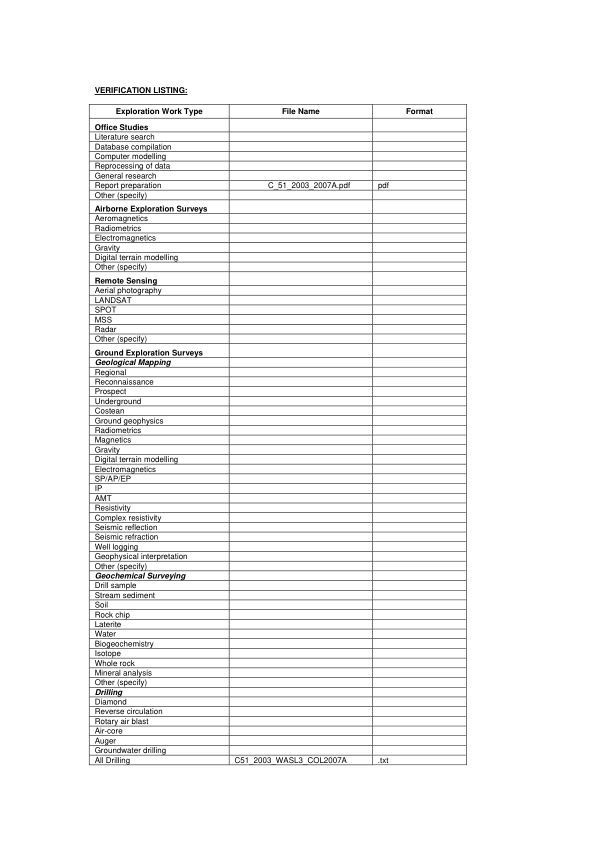 VERIFICATION LISTING:
Exploration Work Type File Name Format
Office Studies
Literature search
Database compilation
Computer modelling
Reprocessing of data
General research
Report preparation C_51_2003_2007A.pdf pdf
Other (specify)
Airborne Exploration Surveys
Aeromagnetics
Radiometrics
Electromagnetics
Gravity
Digital terrain modelling
Other (specify)
Remote Sensing
Aerial photography
LANDSAT
SPOT
MSS
Radar
Other (specify)
Ground Exploration Surveys
Geological Mapping
Regional
Reconnaissance
Prospect
Underground
Costean
Ground geophysics
Radiometrics
Magnetics
Gravity
Digital terrain modelling
Electromagnetics
SP/AP/EP
IP
AMT
Resistivity
Complex resistivity
Seismic reflection
Seismic refraction
Well logging
Geophysical interpretation
Other (specify)
Geochemical Surveying
Drill sample
Stream sediment
Soil
Rock chip
Laterite
Water
Biogeochemistry
Isotope
Whole rock
Mineral analysis
Other (specify)
Drilling
Diamond
Reverse circulation
Rotary air blast
Air-core
Auger
Groundwater drilling
All Drilling C51_2003_WASL3_COL2007A .txt